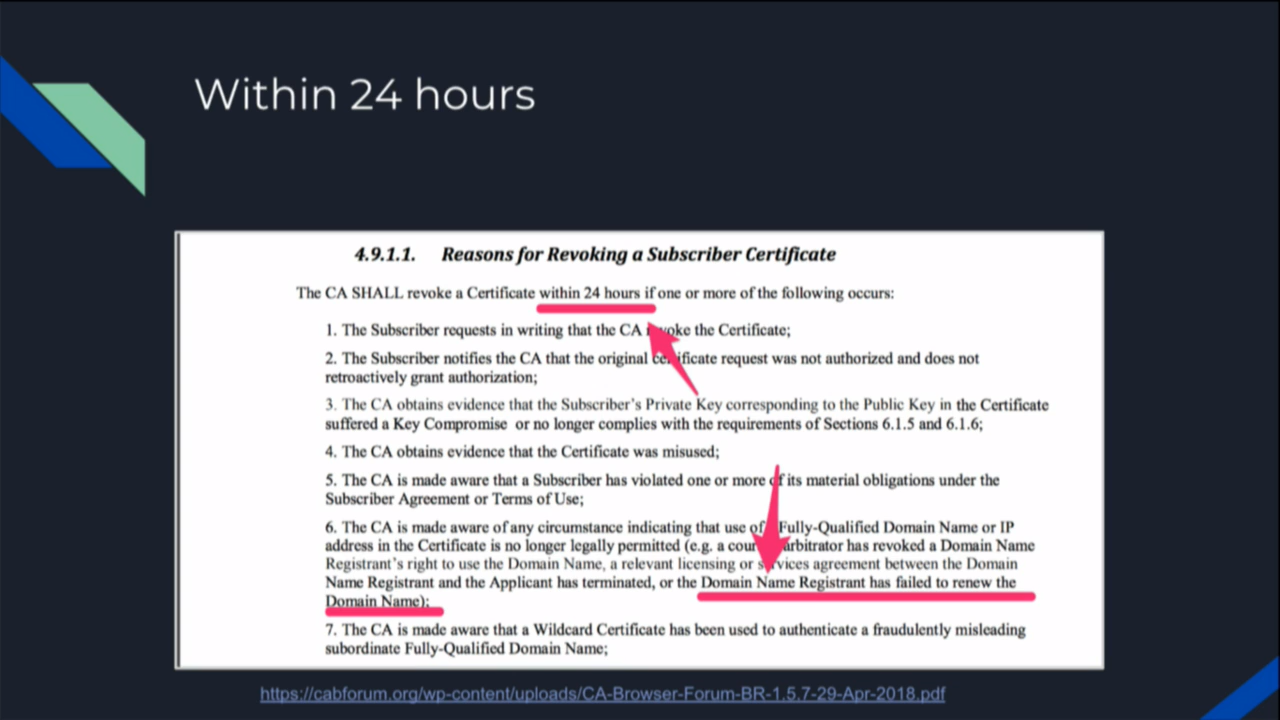 Within 24 hours
4.9.1.1. Reasons for Revoking a Subscriber Certificate
The CA SHALL revoke a Certificate within 24 hours if one or more of the following occurs:
1. The Subscriber requests in writing that the CA revoke the Certificate;
2. The Subscriber notifies the CA that the original certificate request was not authorized and does not
retroactively grant authorization;
3. The CA obtains evidence that the Subscriber's Private Key corresponding to the Public Key in the Certificate
suffered a Key Compromise or no longer complies with the requirements of Sections 6.1.5 and 6.1.6;
4. The CA obtains evidence that the Certificate was misused;
5. The CA is made aware that a Subscriber has violated one or more of its material obligations under the
Subscriber Agreement or Terms of Use;
6. The CA is made aware of any circumstance indicating that use of Fully-Qualified Domain Name or IP
address in the Certificate is no longer legally permitted (e.g. a court arbitrator has revoked a Domain Name
Registrant's right to use the Domain Name, a relevant licensing or services agreement between the Domain
Name Registrant and the Applicant has terminated, or the Domain Name Registrant has failed to renew the
Domain Name);
7. The CA is made aware that a Wildcard Certificate has been used to authenticate a fraudulently misleading
subordinate Fully-Qualified Domain Name;
https://cabforum.org/wp-content/uploads/CA-Browser-Forum-BR-1.5.7-29-Apr-2018.pdf